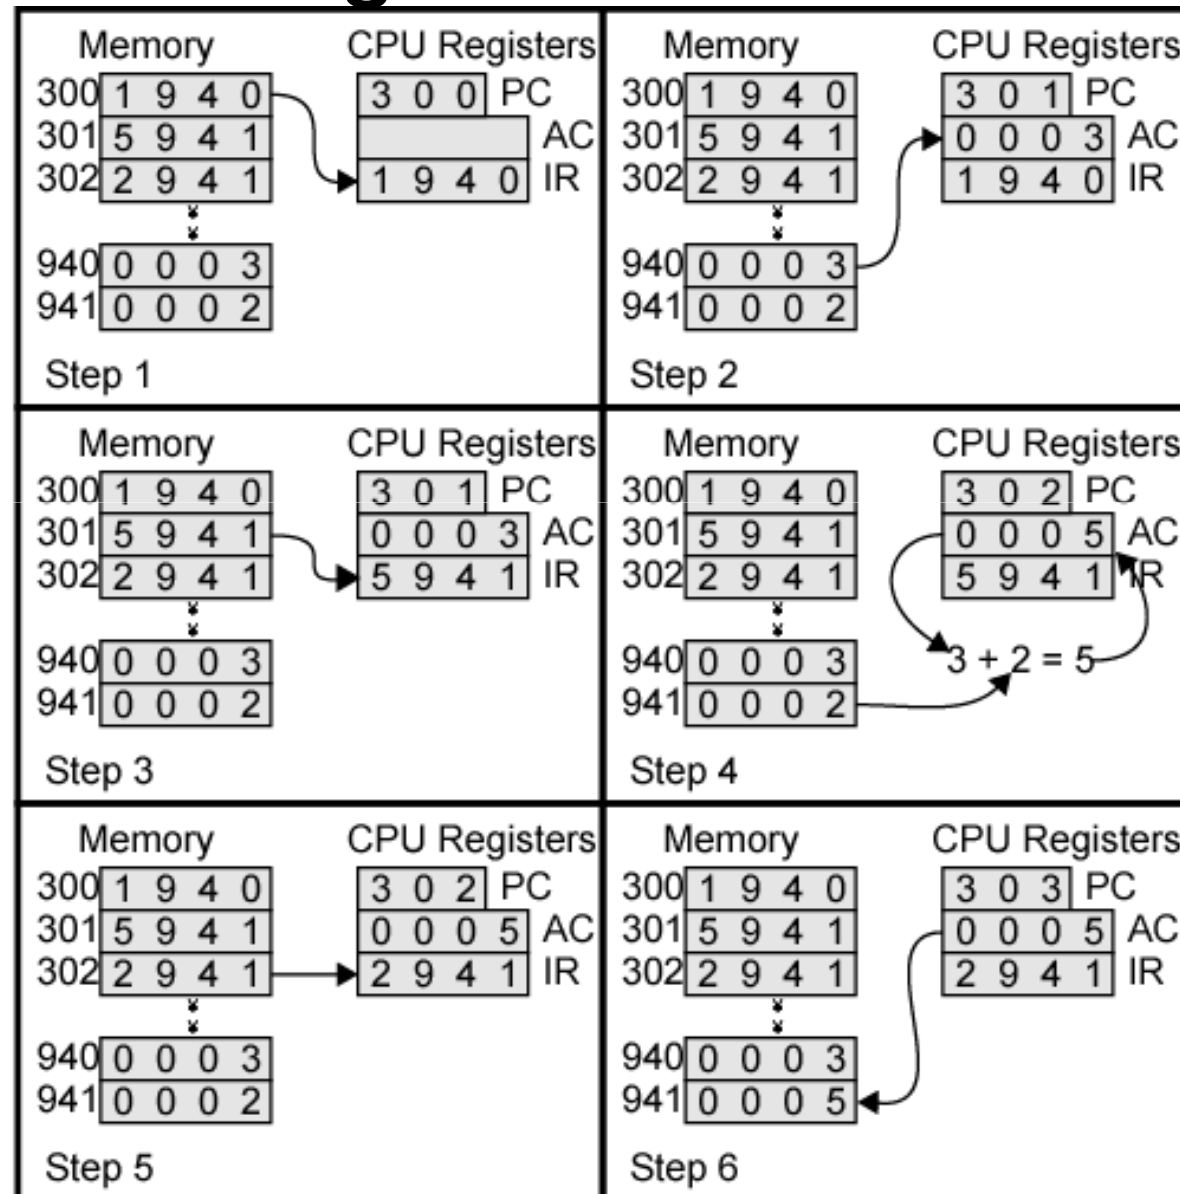 Memory CPU Registers
300 1 9 4 0 3 0 0 PC
301 5 9 4 1 AC
302 2 9 4 1 1 9 4 0 IR
940 0 0 0 3
941 0 0 0 2
Step 1
Memory CPU Registers
300 1 9 4 0 3 0 1 PC
301 5 9 4 1 0 0 0 3 AC
302 2 9 4 1 1 9 4 0 IR
940 0 0 0 3
941 0 0 0 2
Step 2
Memory CPU Registers
300 1 9 4 0 3 0 1 PC
301 5 9 4 1 0 0 0 3 AC
302 2 9 4 1 5 9 4 1 IR
940 0 0 0 3
941 0 0 0 2
Step 3
Memory CPU Registers
300 1 9 4 0 3 0 2 PC
301 5 9 4 1 0 0 0 5 AC
302 2 9 4 1 5 9 4 1 IR
940 0 0 0 3 3 + 2 = 5
941 0 0 0 2
Step 4
Memory CPU Registers
300 1 9 4 0 3 0 2 PC
301 5 9 4 1 0 0 0 5 AC
302 2 9 4 1 2 9 4 1 IR
940 0 0 0 3
941 0 0 0 2
Step 5
Memory CPU Registers
300 1 9 4 0 3 0 3 PC
301 5 9 4 1 0 0 0 5 AC
302 2 9 4 1 2 9 4 1 IR
940 0 0 0 3
941 0 0 0 5
Step 6